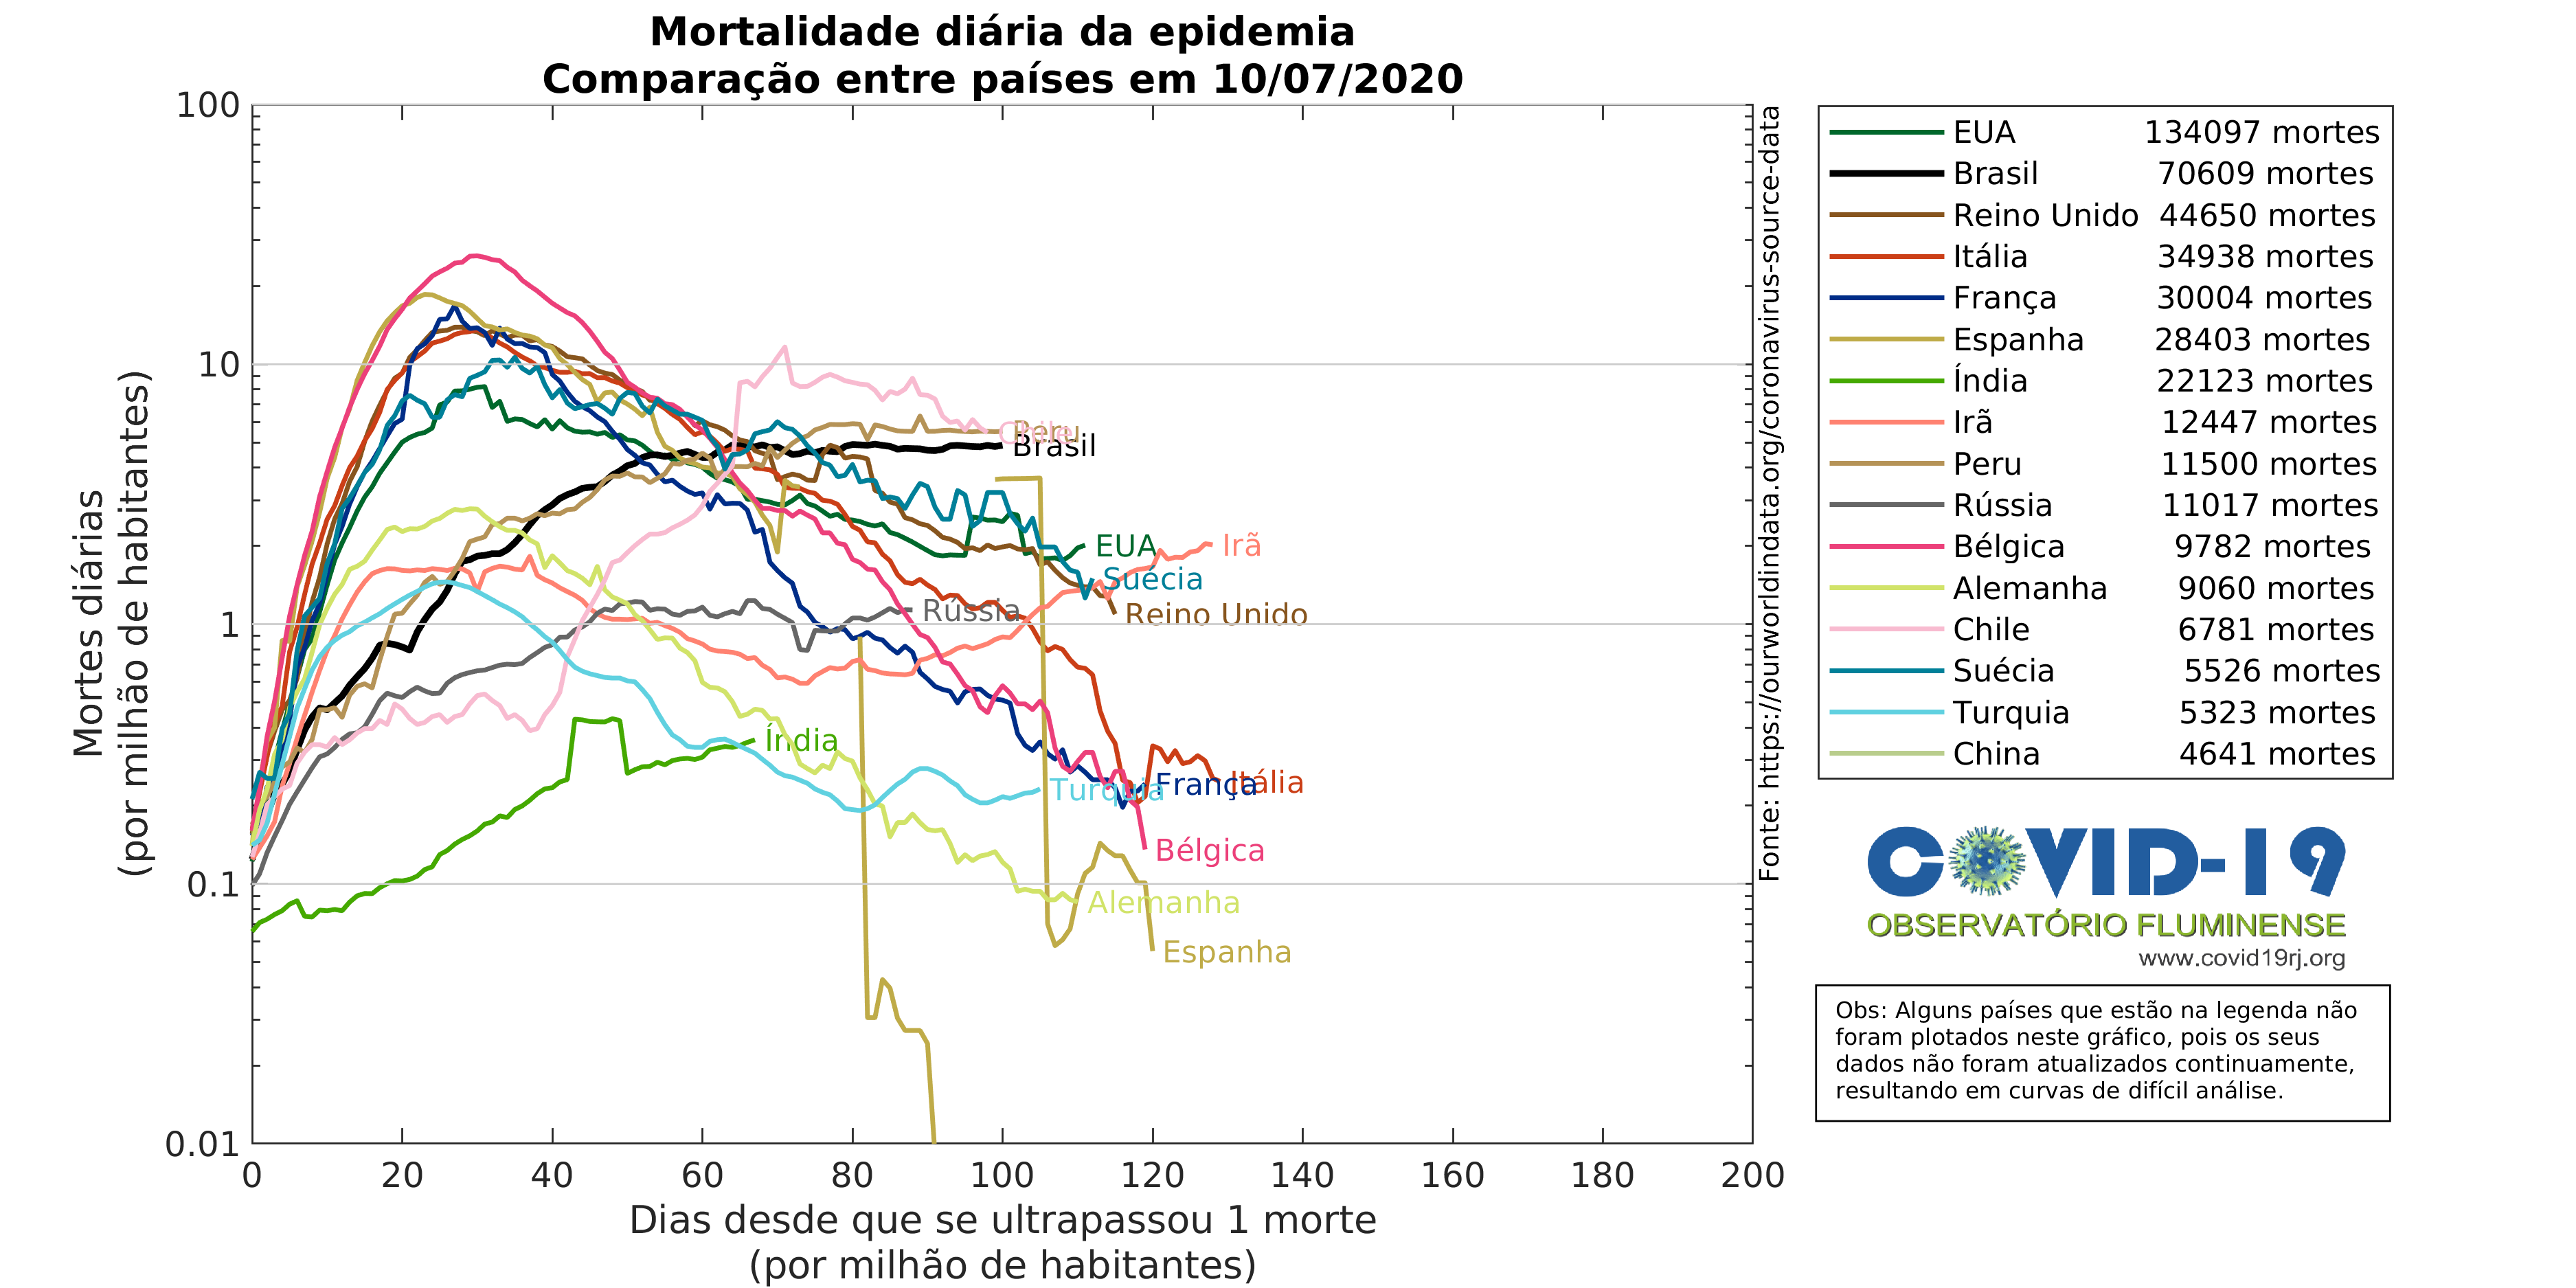 Mortalidade diária da epidemia
Comparação entre países em 10/07/2020
100
10
1
0.1
0.01
Mortes diárias
(por milhão de habitantes)
0 20 40 60 80 100 120 140 160 180 200
Dias desde que se ultrapassou 1 morte
(por milhão de habitantes)
Peru
Chile
Brasil
EUA
Irã
Suécia
Rússia
Reino Unido
Índia
Turquia
França
Itália
Bélgica
Alemanha
Espanha
Fonte: https://ourworldindata.org/coronavirus-source-data
EUA 134097 mortes
Brasil 70609 mortes
Reino Unido 44650 mortes
Itália 34938 mortes
França 30004 mortes
Espanha 28403 mortes
Índia 22123 mortes
Irã 12447 mortes
Peru 11500 mortes
Rússia 11017 mortes
Bélgica 9782 mortes
Alemanha 9060 mortes
Chile 6781 mortes
Suécia 5526 mortes
Turquia 5323 mortes
China 4641 mortes
COVID-19
OBSERVATÓRIO FLUMINENSE
www.covid19rj.org
Obs: Alguns países que estão na legenda não
foram plotados neste gráfico, pois os seus
dados não foram atualizados continuamente,
resultando em curvas de difícil análise.